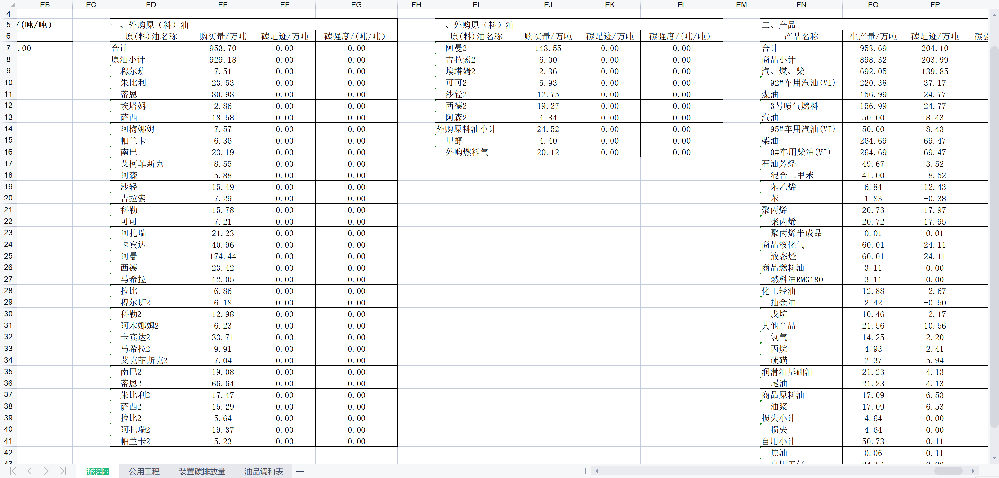 EB EC ED EE EF EG EH EI EJ EK EL EM EN EO EP
4
5 /(吨/吨) 一、外购原（料）油 一、外购原（料）油 二、产品
6 原(料)油名称 购买量/万吨 碳足迹/万吨 碳强度/(吨/吨) 原(料)油名称 购买量/万吨 碳足迹/万吨 碳强度/(吨/吨) 产品名称 生产量/万吨 碳足迹/万吨 碳强
7 .00 合计 953.70 0.00 0.00 阿曼2 143.55 0.00 0.00 合计 953.69 204.10
8 原油小计 929.18 0.00 0.00 吉拉索2 6.00 0.00 0.00 商品小计 898.32 203.99
9 穆尔班 7.51 0.00 0.00 埃塔姆2 2.36 0.00 0.00 汽、煤、柴 692.05 139.85
10 朱比利 23.53 0.00 0.00 可可2 5.93 0.00 0.00 92#车用汽油(VI) 220.38 37.17
11 蒂恩 80.98 0.00 0.00 沙轻2 12.75 0.00 0.00 煤油 156.99 24.77
12 埃塔姆 2.86 0.00 0.00 西德2 19.27 0.00 0.00 3号喷气燃料 156.99 24.77
13 萨西 18.58 0.00 0.00 阿森2 4.84 0.00 0.00 汽油 50.00 8.43
14 阿梅娜姆 7.57 0.00 0.00 外购原料油小计 24.52 0.00 0.00 95#车用汽油(VI) 50.00 8.43
15 帕兰卡 6.36 0.00 0.00 甲醇 4.40 0.00 0.00 柴油 264.69 69.47
16 南巴 23.19 0.00 0.00 外购燃料气 20.12 0.00 0.00 0#车用柴油(VI) 264.69 69.47
17 艾柯菲斯克 8.55 0.00 0.00 石油芳烃 49.67 3.52
18 阿森 5.88 0.00 0.00 混合二甲苯 41.00 -8.52
19 沙轻 15.49 0.00 0.00 苯乙烯 6.84 12.43
20 吉拉索 7.29 0.00 0.00 苯 1.83 -0.38
21 科勒 15.78 0.00 0.00 聚丙烯 20.73 17.97
22 可可 7.21 0.00 0.00 聚丙烯 20.72 17.95
23 阿扎瑞 21.23 0.00 0.00 聚丙烯半成品 0.01 0.01
24 卡宾达 40.96 0.00 0.00 商品液化气 60.01 24.11
25 阿曼 174.44 0.00 0.00 液态烃 60.01 24.11
26 西德 23.42 0.00 0.00 商品燃料油 3.11 0.00
27 马希拉 12.05 0.00 0.00 燃料油RMG180 3.11 0.00
28 拉比 6.86 0.00 0.00 化工轻油 12.88 -2.67
29 穆尔班2 6.18 0.00 0.00 抽余油 2.42 -0.50
30 科勒2 12.98 0.00 0.00 戊烷 10.46 -2.17
31 阿木娜姆2 6.23 0.00 0.00 其他产品 21.56 10.56
32 卡宾达2 33.71 0.00 0.00 氢气 14.25 2.20
33 马希拉2 9.91 0.00 0.00 丙烷 4.93 2.41
34 艾克菲斯克2 7.04 0.00 0.00 硫磺 2.37 5.94
35 南巴2 19.08 0.00 0.00 润滑油基础油 21.23 4.13
36 蒂恩2 66.64 0.00 0.00 尾油 21.23 4.13
37 朱比利2 17.47 0.00 0.00 商品原料油 17.09 6.53
38 萨西2 15.29 0.00 0.00 油浆 17.09 6.53
39 拉比2 5.64 0.00 0.00 损失小计 4.64 0.00
40 阿扎瑞2 19.37 0.00 0.00 损失 4.64 0.00
41 帕兰卡2 5.23 0.00 0.00 自用小计 50.73 0.11
42 焦油 0.06 0.11
流程图 公用工程 装置碳排放量 油品调和表